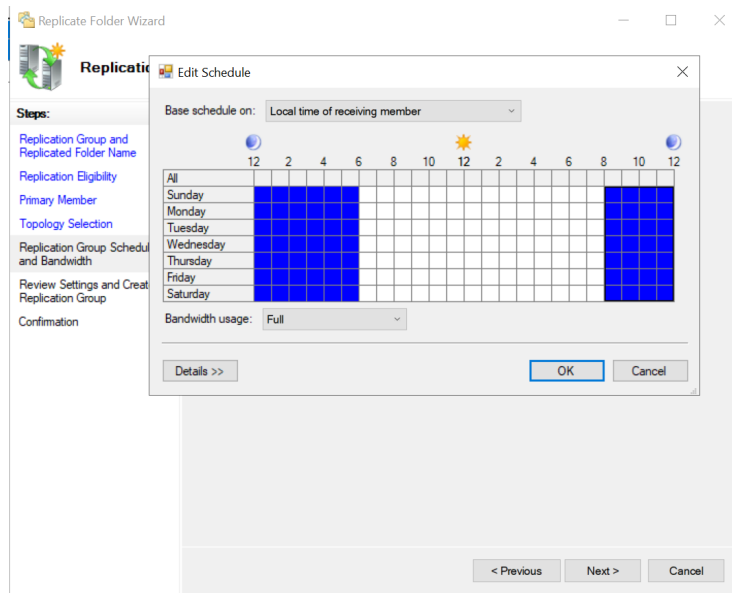 Replicate Folder Wizard
Replicatio
Edit Schedule
Steps:
Replication Group and
Replicated Folder Name
Replication Eligibility
Primary Member
Topology Selection
Replication Group Schedul
and Bandwidth
Review Settings and Creat
Replication Group
Confirmation
Base schedule on: Local time of receiving member
12 2 4 6 8 10 12 2 4 6 8 10 12
All
Sunday
Monday
Tuesday
Wednesday
Thursday
Friday
Saturday
Bandwidth usage: Full
Details >> OK Cancel
< Previous Next > Cancel